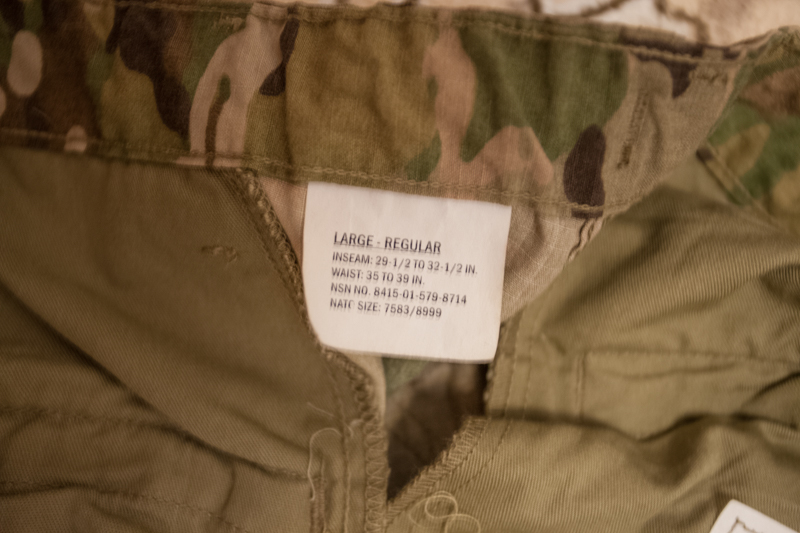 LARGE - REGULAR
INSEAM: 29-1/2 TO 32-1/2 IN.
WAIST: 35 TO 39 IN.
NSN NO. 8415-01-579-8714
NATO SIZE: 7583/8999